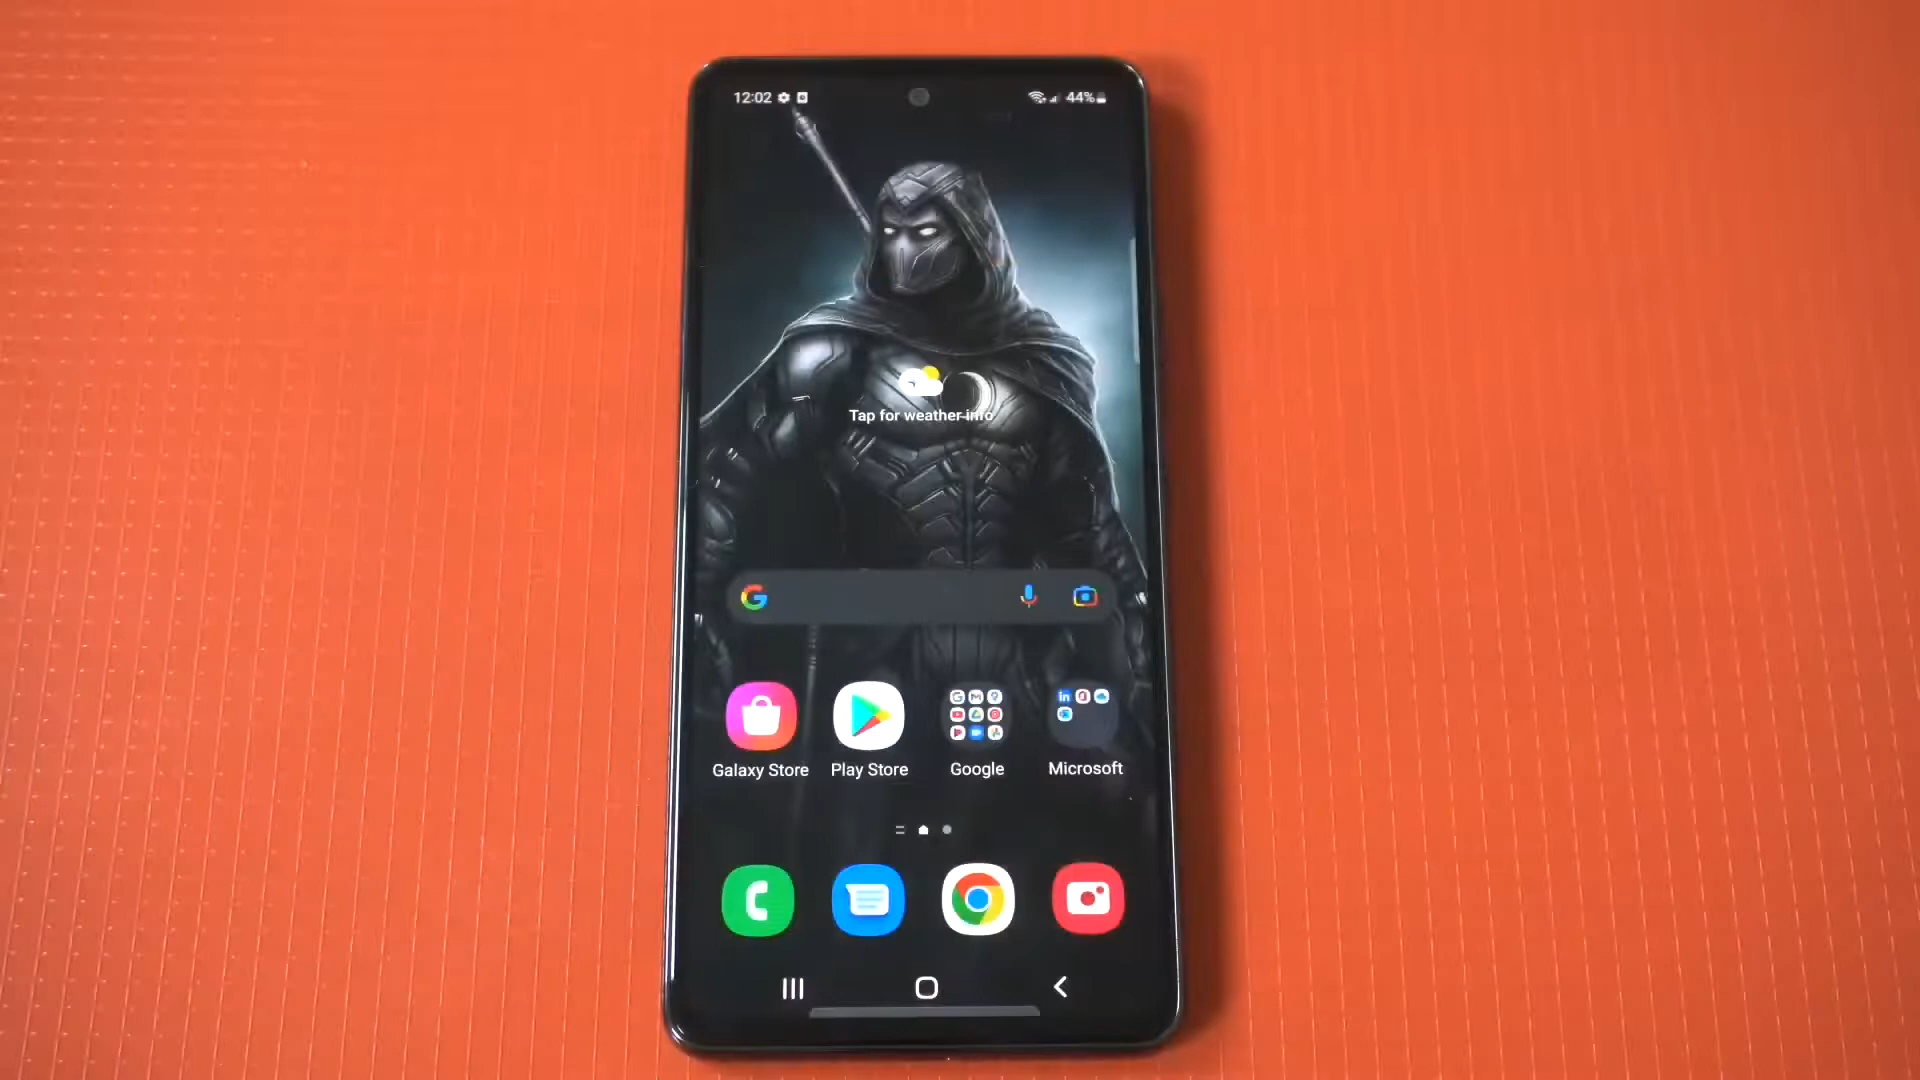 12:02
44%
Tap for weather info
Galaxy Store
Play Store
Google
Microsoft